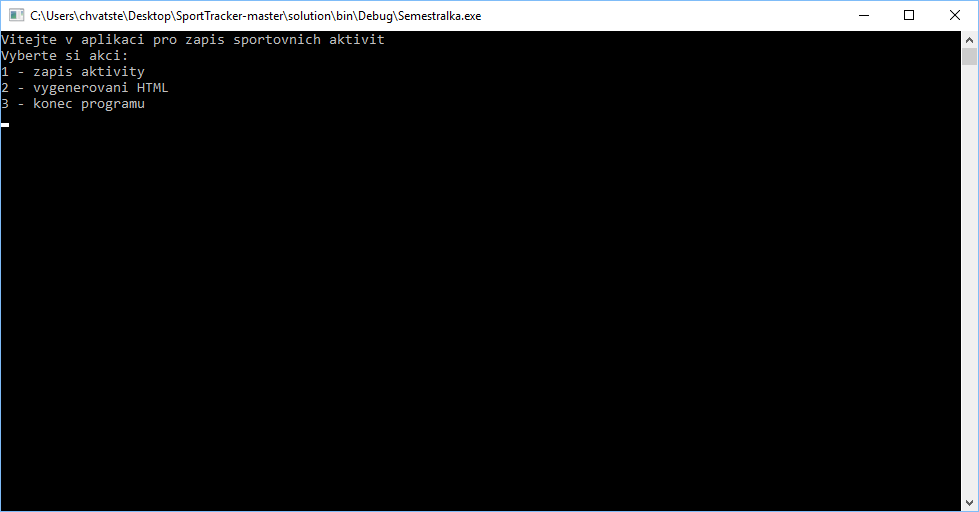 C:\Users\chvatste\Desktop\SportTracker-master\solution\bin\Debug\Semestralka.exe
Vitejte v aplikaci pro zapis sportovnich aktivit
Vyberte si akci:
1 - zapis aktivity
2 - vygenerovani HTML
3 - konec programu